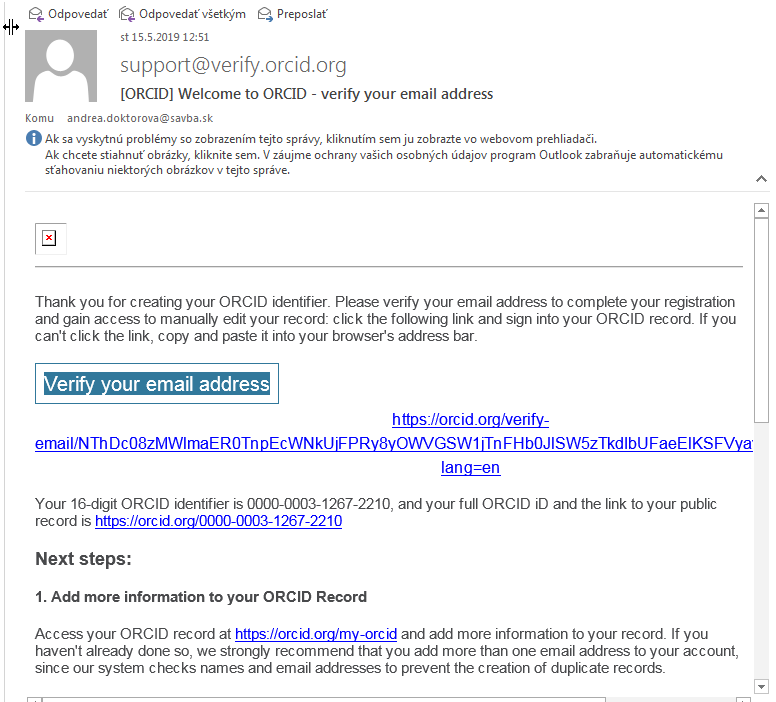 Odpovedať Odpovedať všetkým Preposlať
st 15.5.2019 12:51
support@verify.orcid.org
[ORCID] Welcome to ORCID - verify your email address
Komu andrea.doktorova@savba.sk
Ak sa vyskytnú problémy so zobrazením tejto správy, kliknutím sem ju zobrazte vo webovom prehliadači.
Ak chcete stiahnuť obrázky, kliknite sem. V záujme ochrany vašich osobných údajov program Outlook zabraňuje automatickému
sťahovaniu niektorých obrázkov v tejto správe.
Thank you for creating your ORCID identifier. Please verify your email address to complete your registration
and gain access to manually edit your record: click the following link and sign into your ORCID record. If you
can't click the link, copy and paste it into your browser's address bar.
Verify your email address
https://orcid.org/verify-
lang=en
Your 16-digit ORCID identifier is 0000-0003-1267-2210, and your full ORCID iD and the link to your public
record is https://orcid.org/0000-0003-1267-2210
Next steps:
1. Add more information to your ORCID Record
Access your ORCID record at https://orcid.org/my-orcid and add more information to your record. If you
haven't already done so, we strongly recommend that you add more than one email address to your account,
since our system checks names and email addresses to prevent the creation of duplicate records.